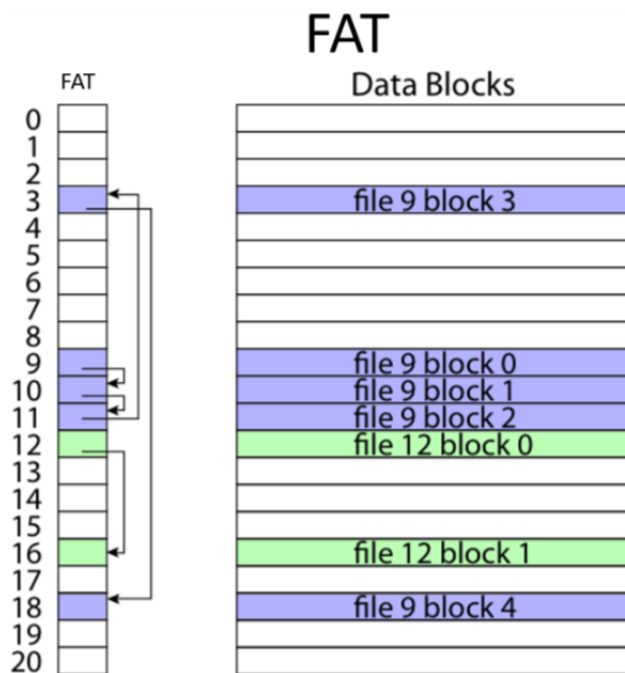 FAT
FAT Data Blocks
0
1
2
3 file 9 block 3
4
5
6
7
8
9 file 9 block 0
10 file 9 block 1
11 file 9 block 2
12 file 12 block 0
13
14
15
16 file 12 block 1
17
18 file 9 block 4
19
20